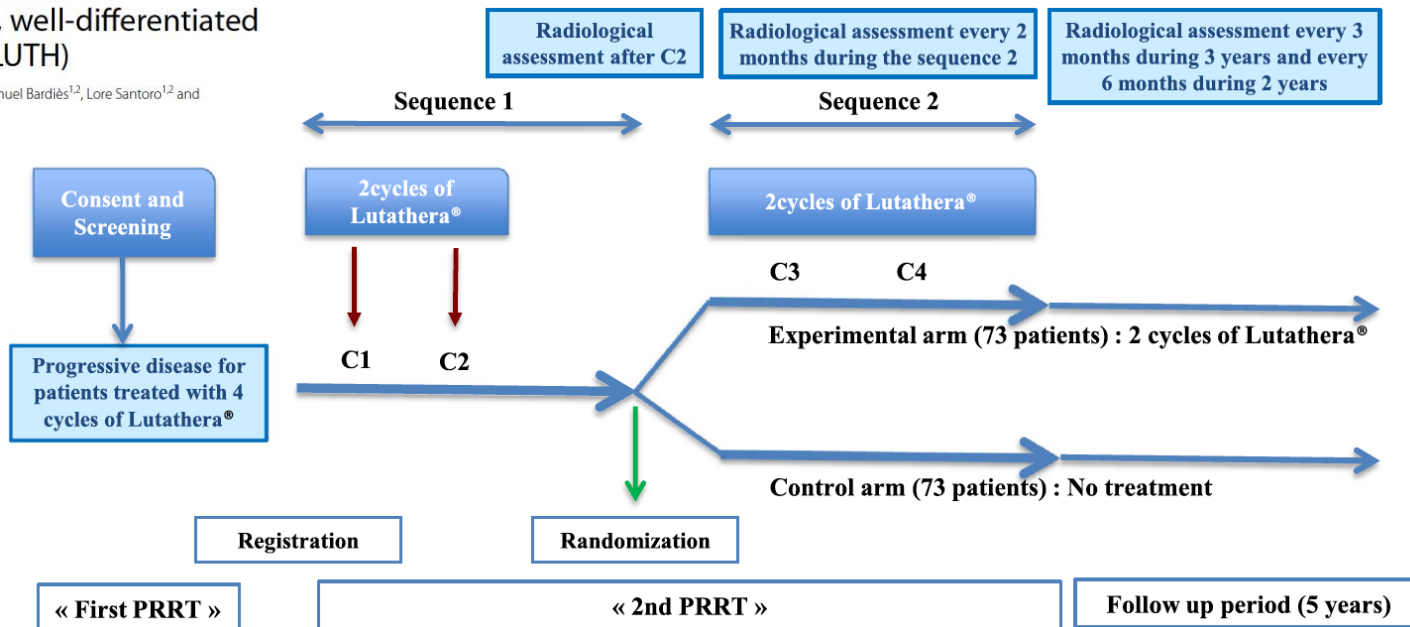 , well-differentiated
LUTH)
nuel Bardiès1,2, Lore Santoro1,2 and
Radiological
assessment after C2
Radiological assessment every 2
months during the sequence 2
Radiological assessment every 3
months during 3 years and every
6 months during 2 years
Sequence 1
Sequence 2
Consent and
Screening
2cycles of
Lutathera®
2cycles of Lutathera®
C3
C4
Experimental arm (73 patients) : 2 cycles of Lutathera®
Progressive disease for
patients treated with 4
cycles of Lutathera®
C1
C2
Control arm (73 patients) : No treatment
Registration
Randomization
« First PRRT »
« 2nd PRRT »
Follow up period (5 years)